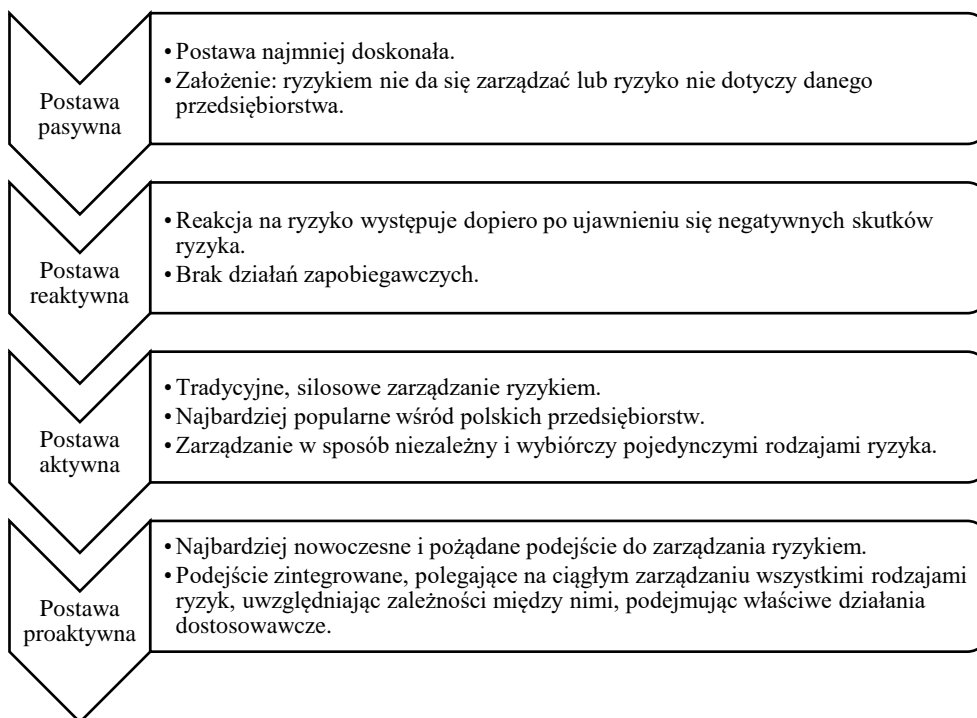 Postawa
pasywna
• Postawa najmniej doskonała.
• Założenie: ryzykiem nie da się zarządzać lub ryzyko nie dotyczy danego
przedsiębiorstwa.
Postawa
reaktywna
• Reakcja na ryzyko występuje dopiero po ujawnieniu się negatywnych skutków
ryzyka.
• Brak działań zapobiegawczych.
Postawa
aktywna
• Tradycyjne, silosowe zarządzanie ryzykiem.
• Najbardziej popularne wśród polskich przedsiębiorstw.
• Zarządzanie w sposób niezależny i wybiórczy pojedynczymi rodzajami ryzyka.
Postawa
proaktywna
• Najbardziej nowoczesne i pożądane podejście do zarządzania ryzykiem.
• Podejście zintegrowane, polegające na ciągłym zarządzaniu wszystkimi rodzajami
ryzyk, uwzględniając zależności między nimi, podejmując właściwe działania
dostosowawcze.